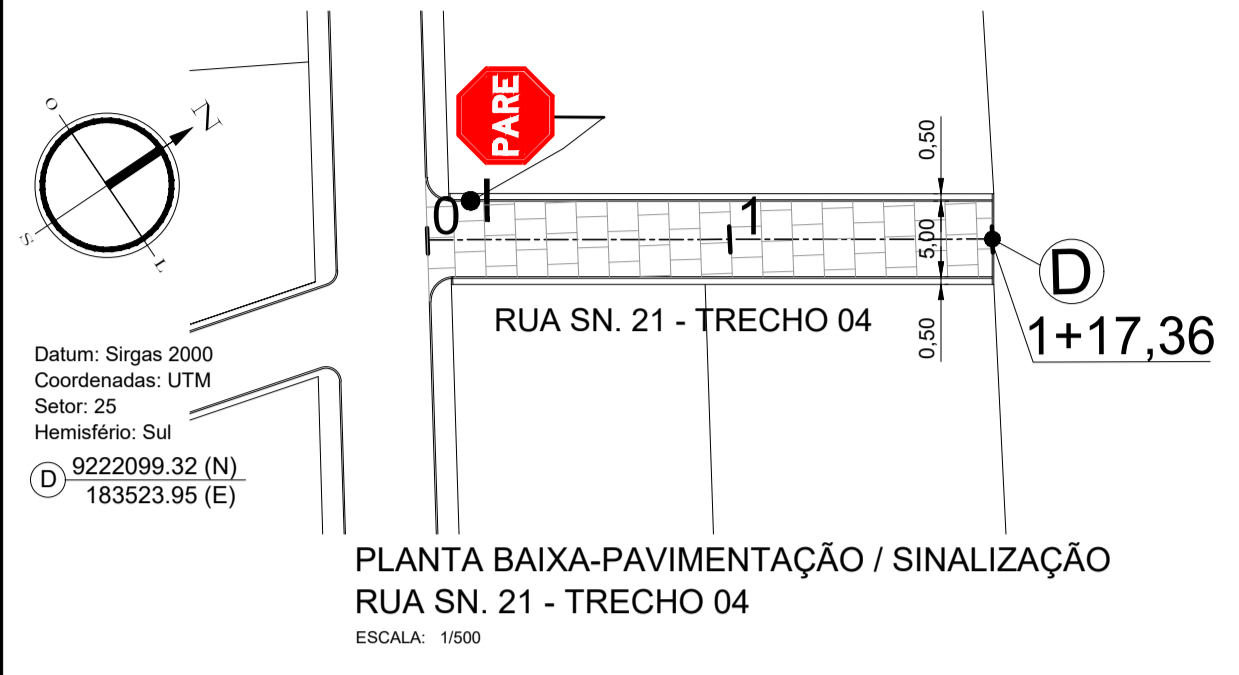 O
N
S
L
PARE
0
1
0,50
5,00
0,50
D
1+17,36
RUA SN. 21 - TRECHO 04
Datum: Sirgas 2000
Coordenadas: UTM
Setor: 25
Hemisfério: Sul
D 9222099.32 (N)
183523.95 (E)
PLANTA BAIXA-PAVIMENTAÇÃO / SINALIZAÇÃO
RUA SN. 21 - TRECHO 04
ESCALA: 1/500